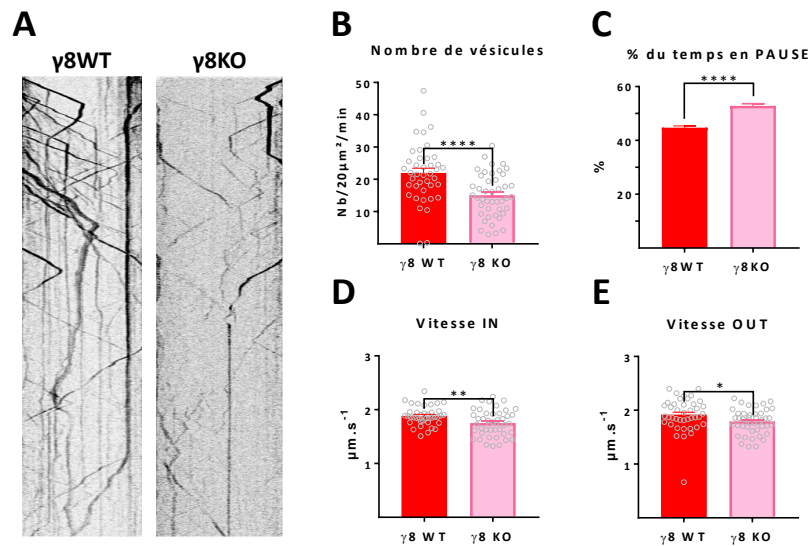 A
γ8WT γ8KO
B
Nombre de vésicules
Nb/20µm²/min
50
40
30
20
10
****
γ8 WT γ8 KO
C
% du temps en PAUSE
%
60
40
20
****
γ8WT γ8KO
D
Vitesse IN
µm.s⁻¹
3
2
1
**
γ8 WT γ8 KO
E
Vitesse OUT
µm.s⁻¹
3
2
1
*
γ8 WT γ8 KO